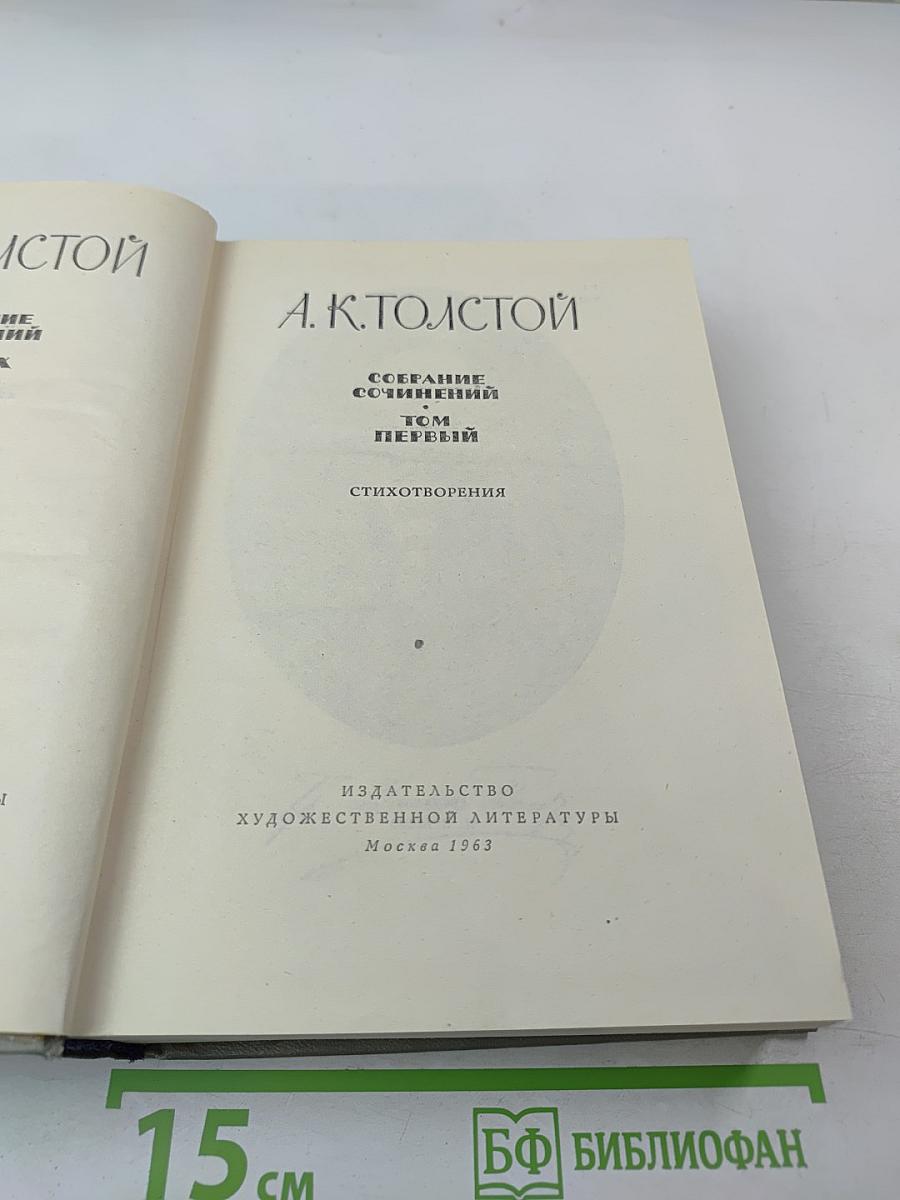 А. К. ТОЛСТОЙ
СОБРАНИЕ
СОЧИНЕНИЙ
•
ТОМ
ПЕРВЫЙ
СТИХОТВОРЕНИЯ
ИЗДАТЕЛЬСТВО
ХУДОЖЕСТВЕННОЙ ЛИТЕРАТУРЫ
Москва 1963
15 см
БФ БИБЛИОФАН